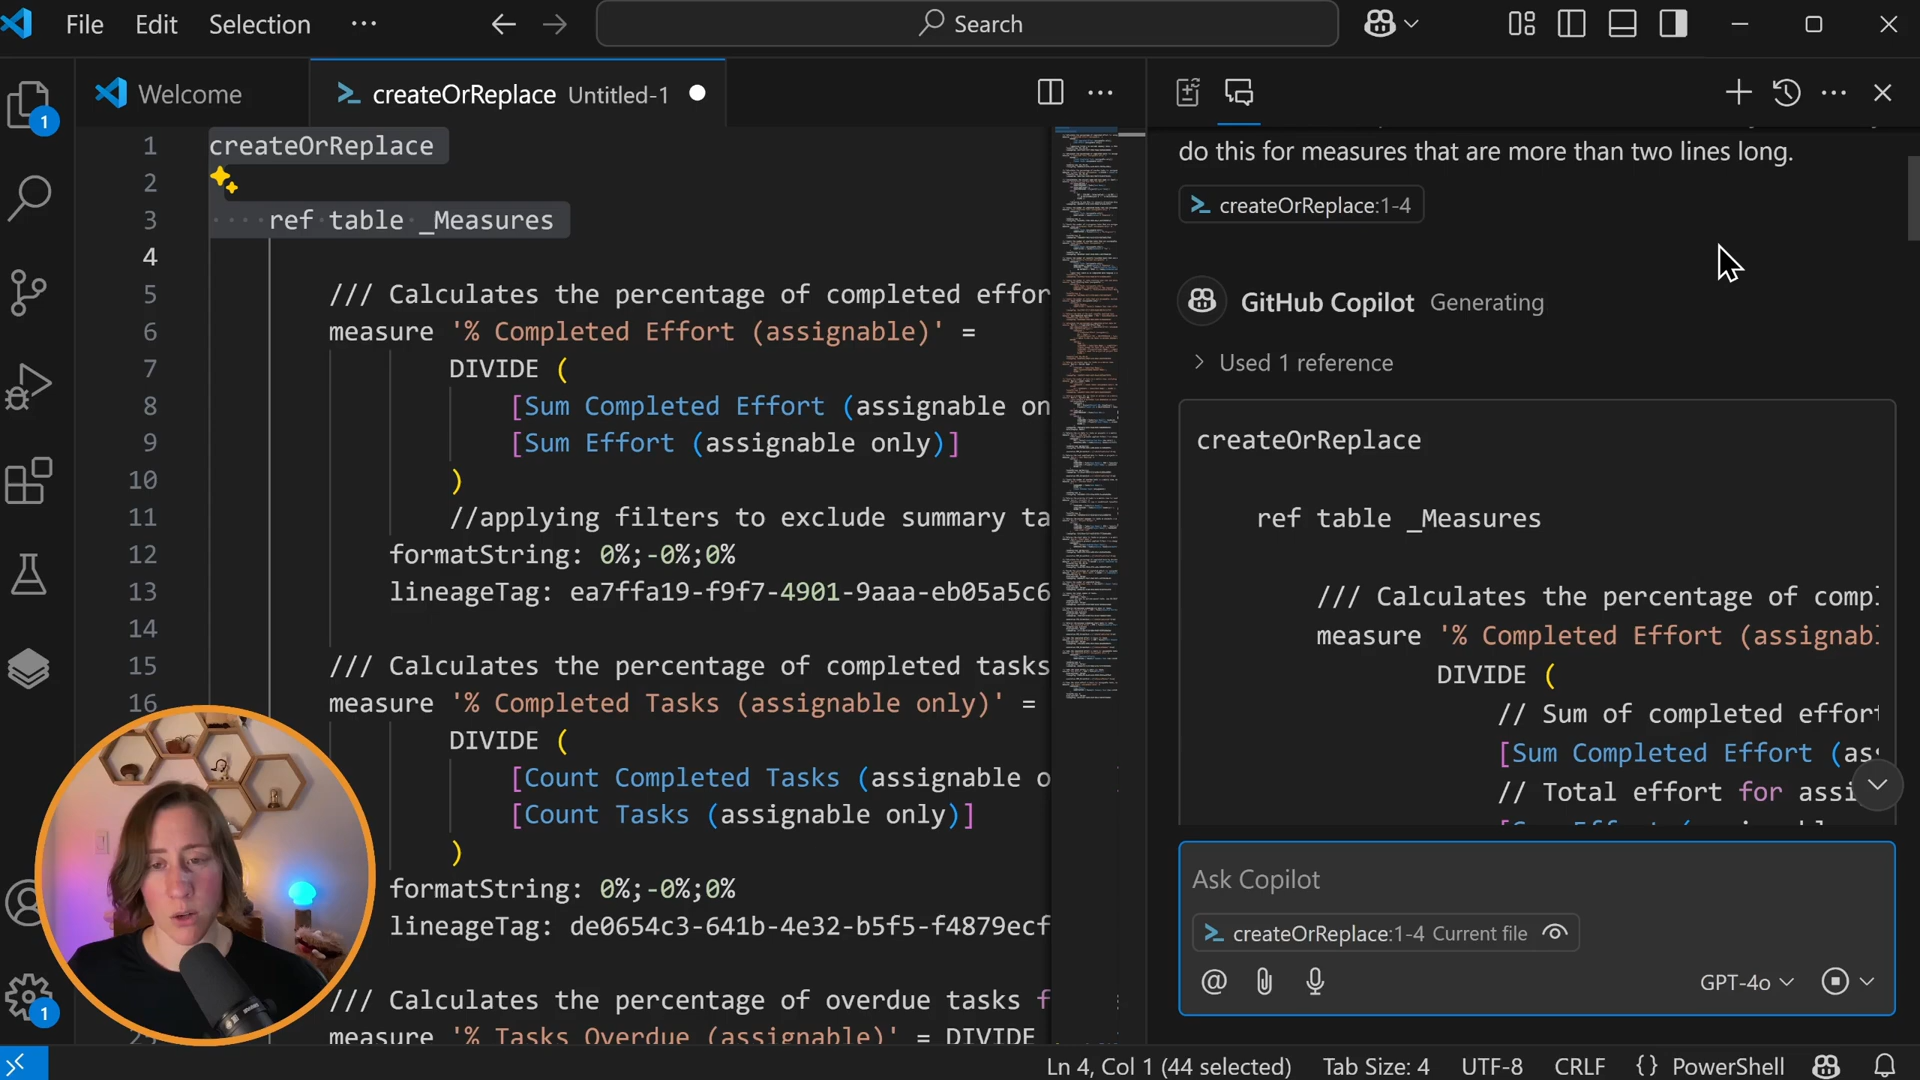 File Edit Selection ··· Search
Welcome createOrReplace Untitled-1
1 createOrReplace
2
3 ref table _Measures
4
5 /// Calculates the percentage of completed effor
6 measure '% Completed Effort (assignable)' =
7 DIVIDE (
8 [Sum Completed Effort (assignable on
9 [Sum Effort (assignable only)]
10 )
11 //applying filters to exclude summary ta
12 formatString: 0%;-0%;0%
13 lineageTag: ea7ffa19-f9f7-4901-9aaa-eb05a5c6
14
15 /// Calculates the percentage of completed tasks
16 measure '% Completed Tasks (assignable only)' =
DIVIDE (
[Count Completed Tasks (assignable o
[Count Tasks (assignable only)]
)
formatString: 0%;-0%;0%
lineageTag: de0654c3-641b-4e32-b5f5-f4879ecf
/// Calculates the percentage of overdue tasks f
measure '% Tasks Overdue (assignable)' = DIVIDE
1
1
do this for measures that are more than two lines long.
createOrReplace:1-4
GitHub Copilot Generating
Used 1 reference
createOrReplace
ref table _Measures
/// Calculates the percentage of comp
measure '% Completed Effort (assignab
DIVIDE (
// Sum of completed effort
[Sum Completed Effort (as
// Total effort for assi
Ask Copilot
createOrReplace:1-4 Current file
GPT-4o
Ln 4, Col 1 (44 selected) Tab Size: 4 UTF-8 CRLF {} PowerShell